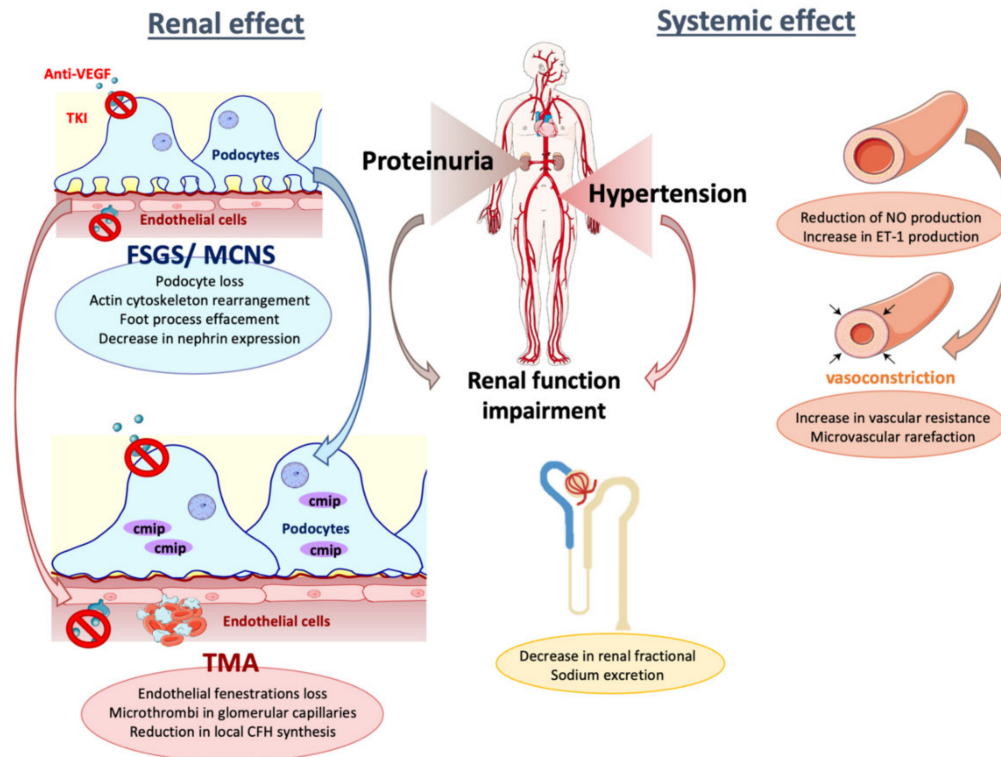 Renal effect
Systemic effect
Anti-VEGF
TKI
Podocytes
Endothelial cells
FSGS/ MCNS
Podocyte loss
Actin cytoskeleton rearrangement
Foot process effacement
Decrease in nephrin expression
Proteinuria
Hypertension
Renal function
impairment
Reduction of NO production
Increase in ET-1 production
vasoconstriction
Increase in vascular resistance
Microvascular rarefaction
cmip
cmip
cmip
Podocytes
cmip
Endothelial cells
TMA
Endothelial fenestrations loss
Microthrombi in glomerular capillaries
Reduction in local CFH synthesis
Decrease in renal fractional
Sodium excretion